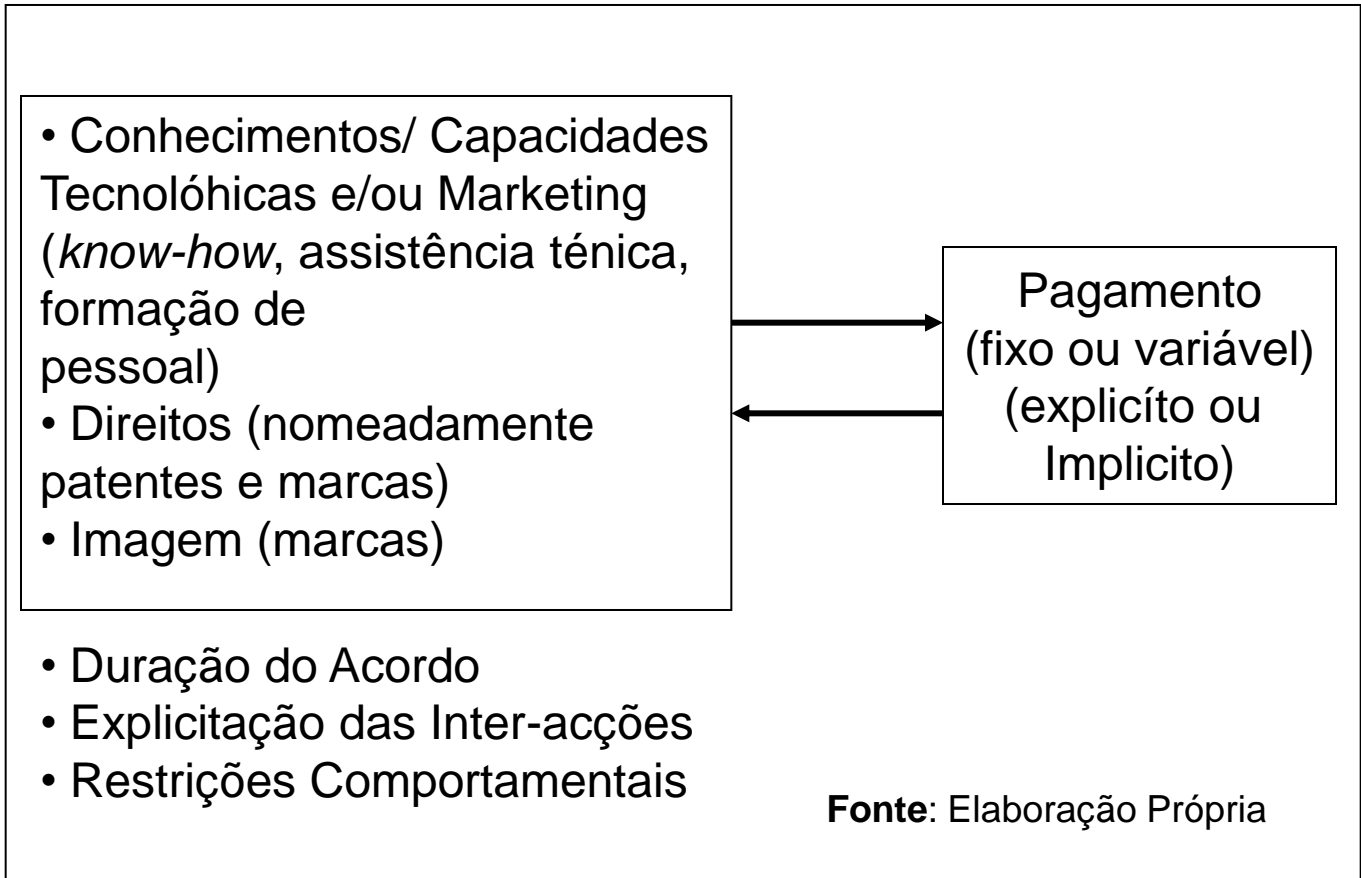 • Conhecimentos/ Capacidades
Tecnolóhicas e/ou Marketing
(know-how, assistência ténica,
formação de
pessoal)
• Direitos (nomeadamente
patentes e marcas)
• Imagem (marcas)
Pagamento
(fixo ou variável)
(explicíto ou
Implicito)
• Duração do Acordo
• Explicitação das Inter-acções
• Restrições Comportamentais
Fonte: Elaboração Própria